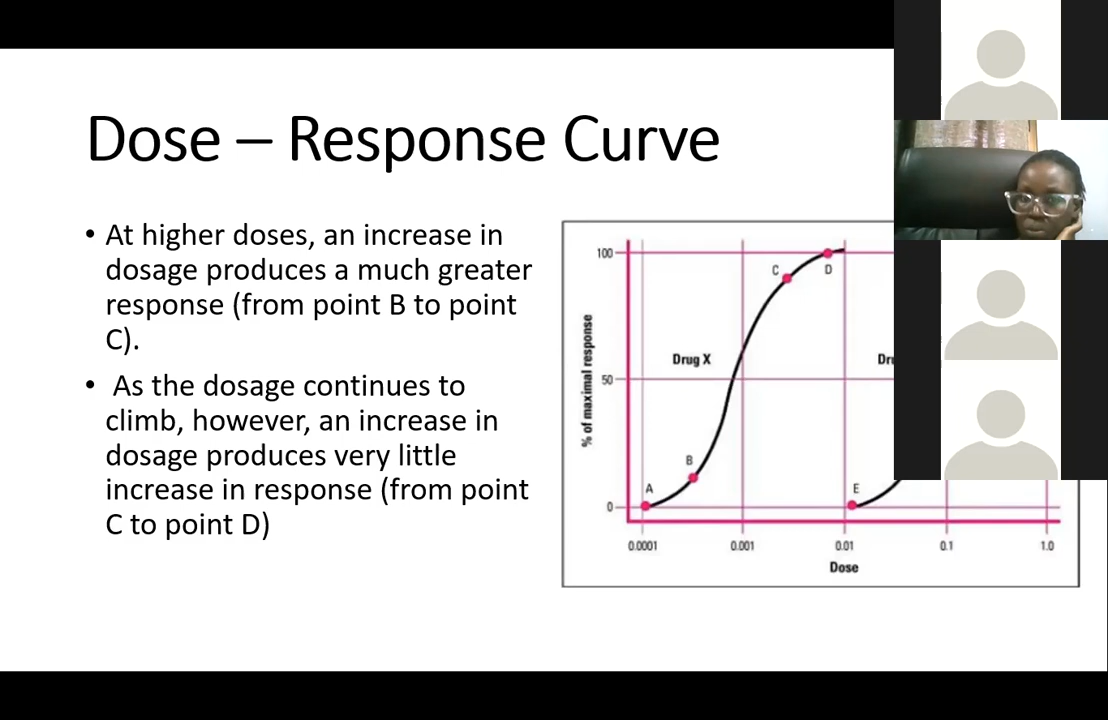 Dose – Response Curve
• At higher doses, an increase in
dosage produces a much greater
response (from point B to point
C).
• As the dosage continues to
climb, however, an increase in
dosage produces very little
increase in response (from point
C to point D)
% of maximal response
100
50
0
C
D
Drug X
B
A
E
0.0001
0.001
0.01
0.1
1.0
Dose